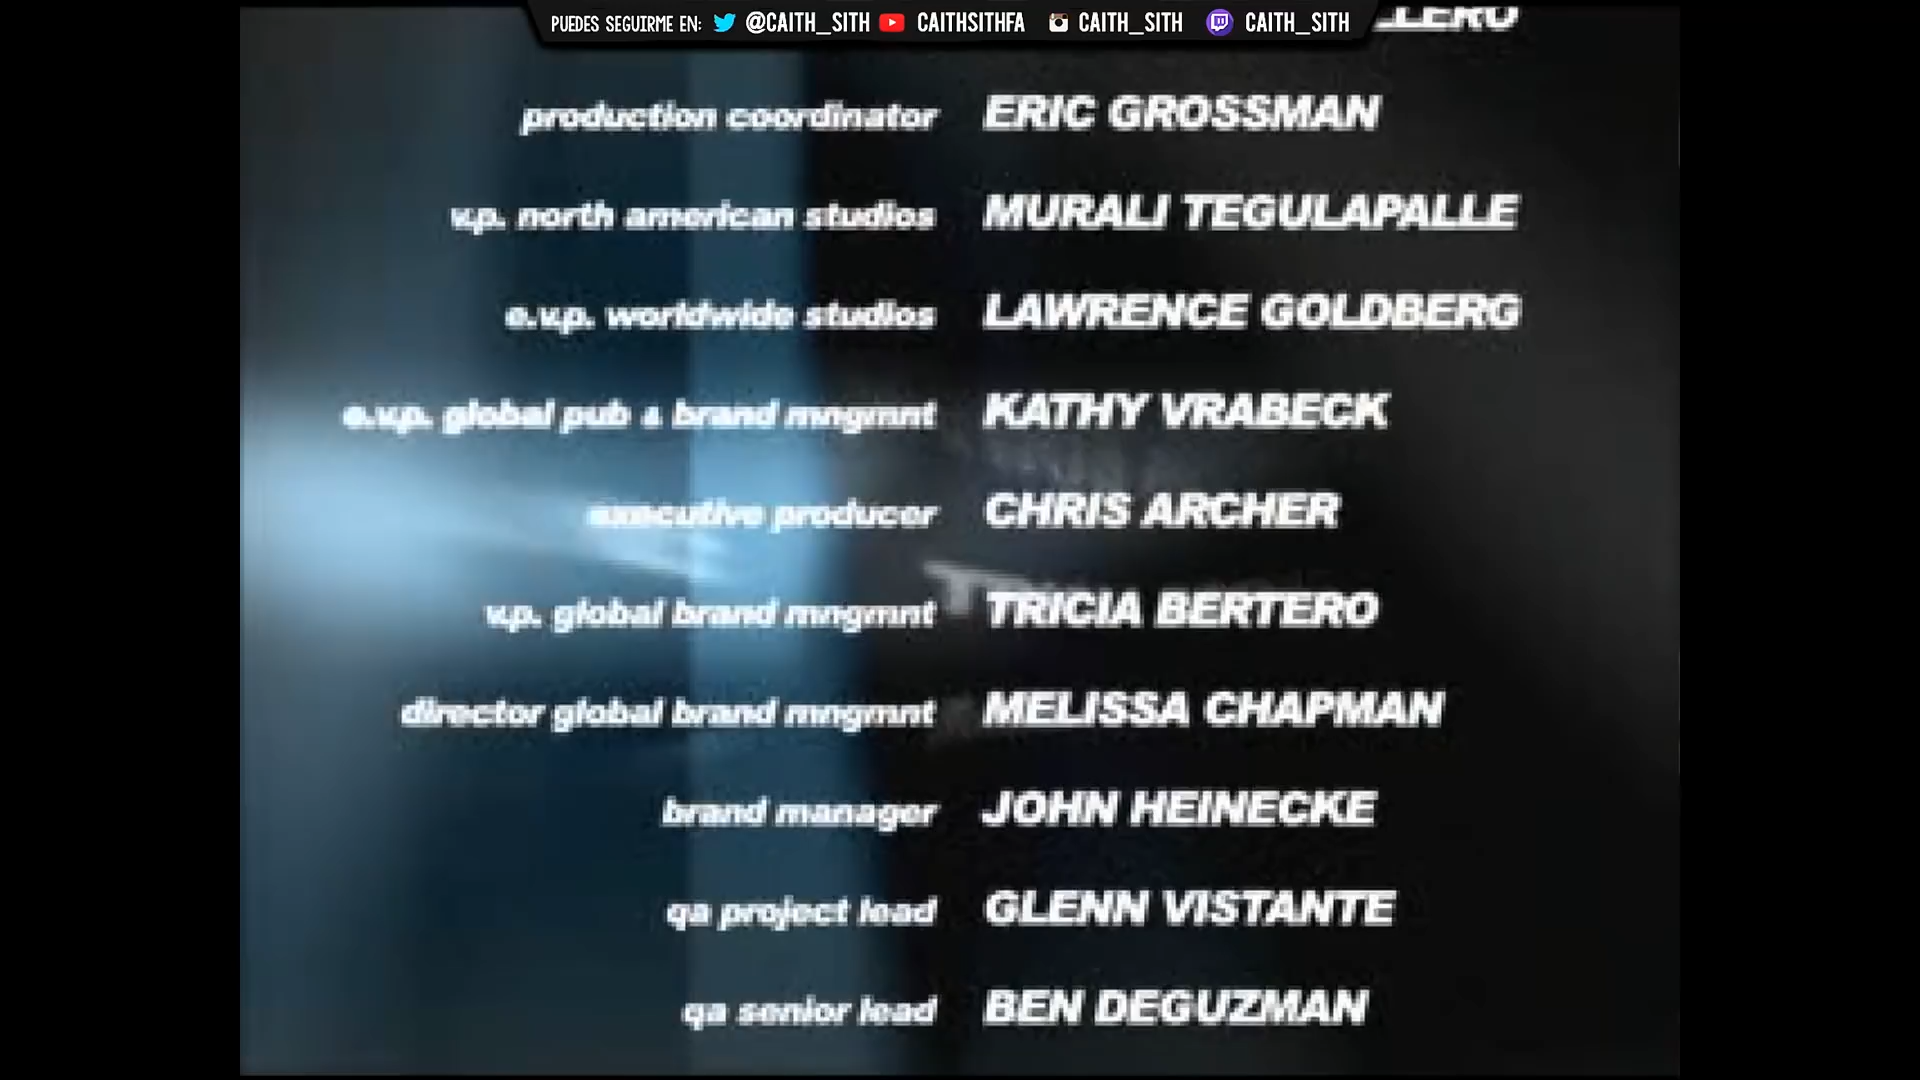 PUEDES SEGUIRME EN: @CAITH_SITH CAITHSITHFA CAITH_SITH CAITH_SITH
production coordinator ERIC GROSSMAN
v.p. north american studios MURALI TEGULAPALLE
e.v.p. worldwide studios LAWRENCE GOLDBERG
e.v.p. global pub & brand mngmnt KATHY VRABECK
executive producer CHRIS ARCHER
v.p. global brand mngmnt TRICIA BERTERO
director global brand mngmnt MELISSA CHAPMAN
brand manager JOHN HEINECKE
qa project lead GLENN VISTANTE
qa senior lead BEN DEGUZMAN